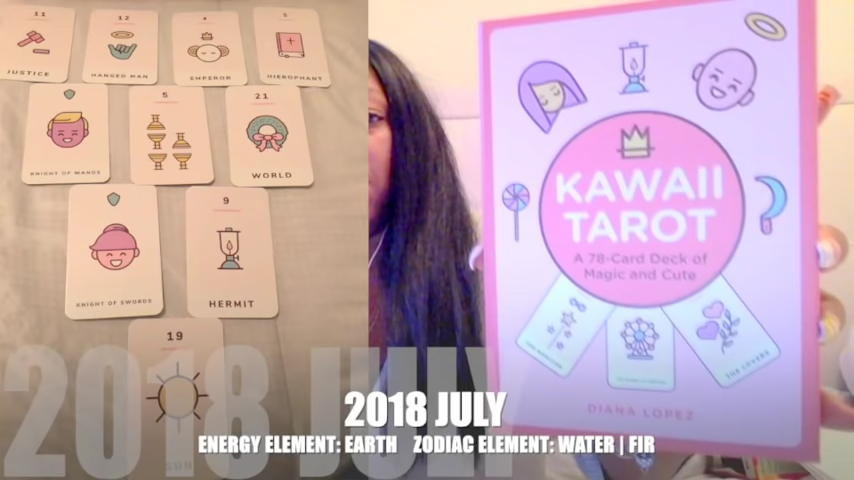 11
JUSTICE
12
HANGED MAN
4
EMPEROR
5
HIEROPHANT
KNIGHT OF WANDS
5
21
WORLD
KNIGHT OF SWORDS
9
HERMIT
19
SUN
KAWAII
TAROT
A 78-Card Deck of
Magic and Cute
THE LOVERS
DIANA LOPEZ
2018 JULY
2018 JULY
ENERGY ELEMENT: EARTH ZODIAC ELEMENT: WATER | FIR